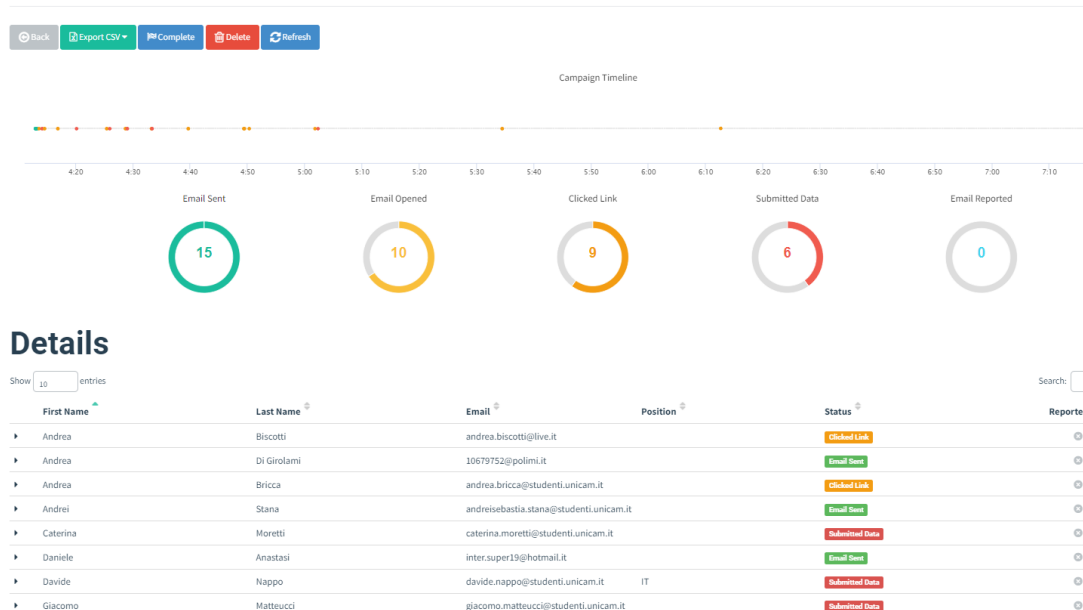 Back Export CSV Complete Delete Refresh
Campaign Timeline
4:20 4:30 4:40 4:50 5:00 5:10 5:20 5:30 5:40 5:50 6:00 6:10 6:20 6:30 6:40 6:50 7:00 7:10
Email Sent Email Opened Clicked Link Submitted Data Email Reported
15 10 9 6 0
Details
Show 10 entries Search:
First Name Last Name Email Position Status Reporte
Andrea Biscotti andrea.biscotti@live.it Clicked Link
Andrea Di Girolami 10679752@polimi.it Email Sent
Andrea Bricca andrea.bricca@studenti.unicam.it Clicked Link
Andrei Stana andreisebastia.stana@studenti.unicam.it Email Sent
Caterina Moretti caterina.moretti@studenti.unicam.it Submitted Data
Daniele Anastasi inter.super19@hotmail.it Email Sent
Davide Nappo davide.nappo@studenti.unicam.it IT Submitted Data
Giacomo Matteucci giacomo.matteucci@studenti.unicam.it Submitted Data